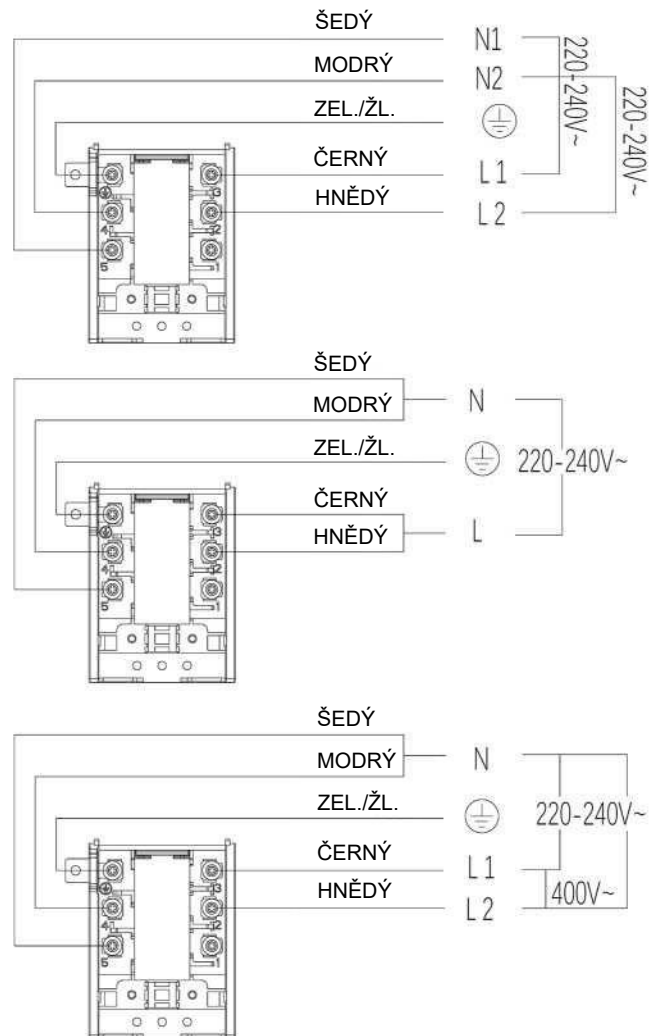 ŠEDÝ
N1
MODRÝ
N2
220-240V~
220-240V~
ZEL./ŽL.
ČERNÝ
L1
HNĚDÝ
L2
3
4
2
5
1
ŠEDÝ
MODRÝ
N
ZEL./ŽL.
220-240V~
ČERNÝ
HNĚDÝ
L
3
4
2
5
1
ŠEDÝ
MODRÝ
N
ZEL./ŽL.
220-240V~
ČERNÝ
L1
HNĚDÝ
L2
400V~
3
4
2
5
1